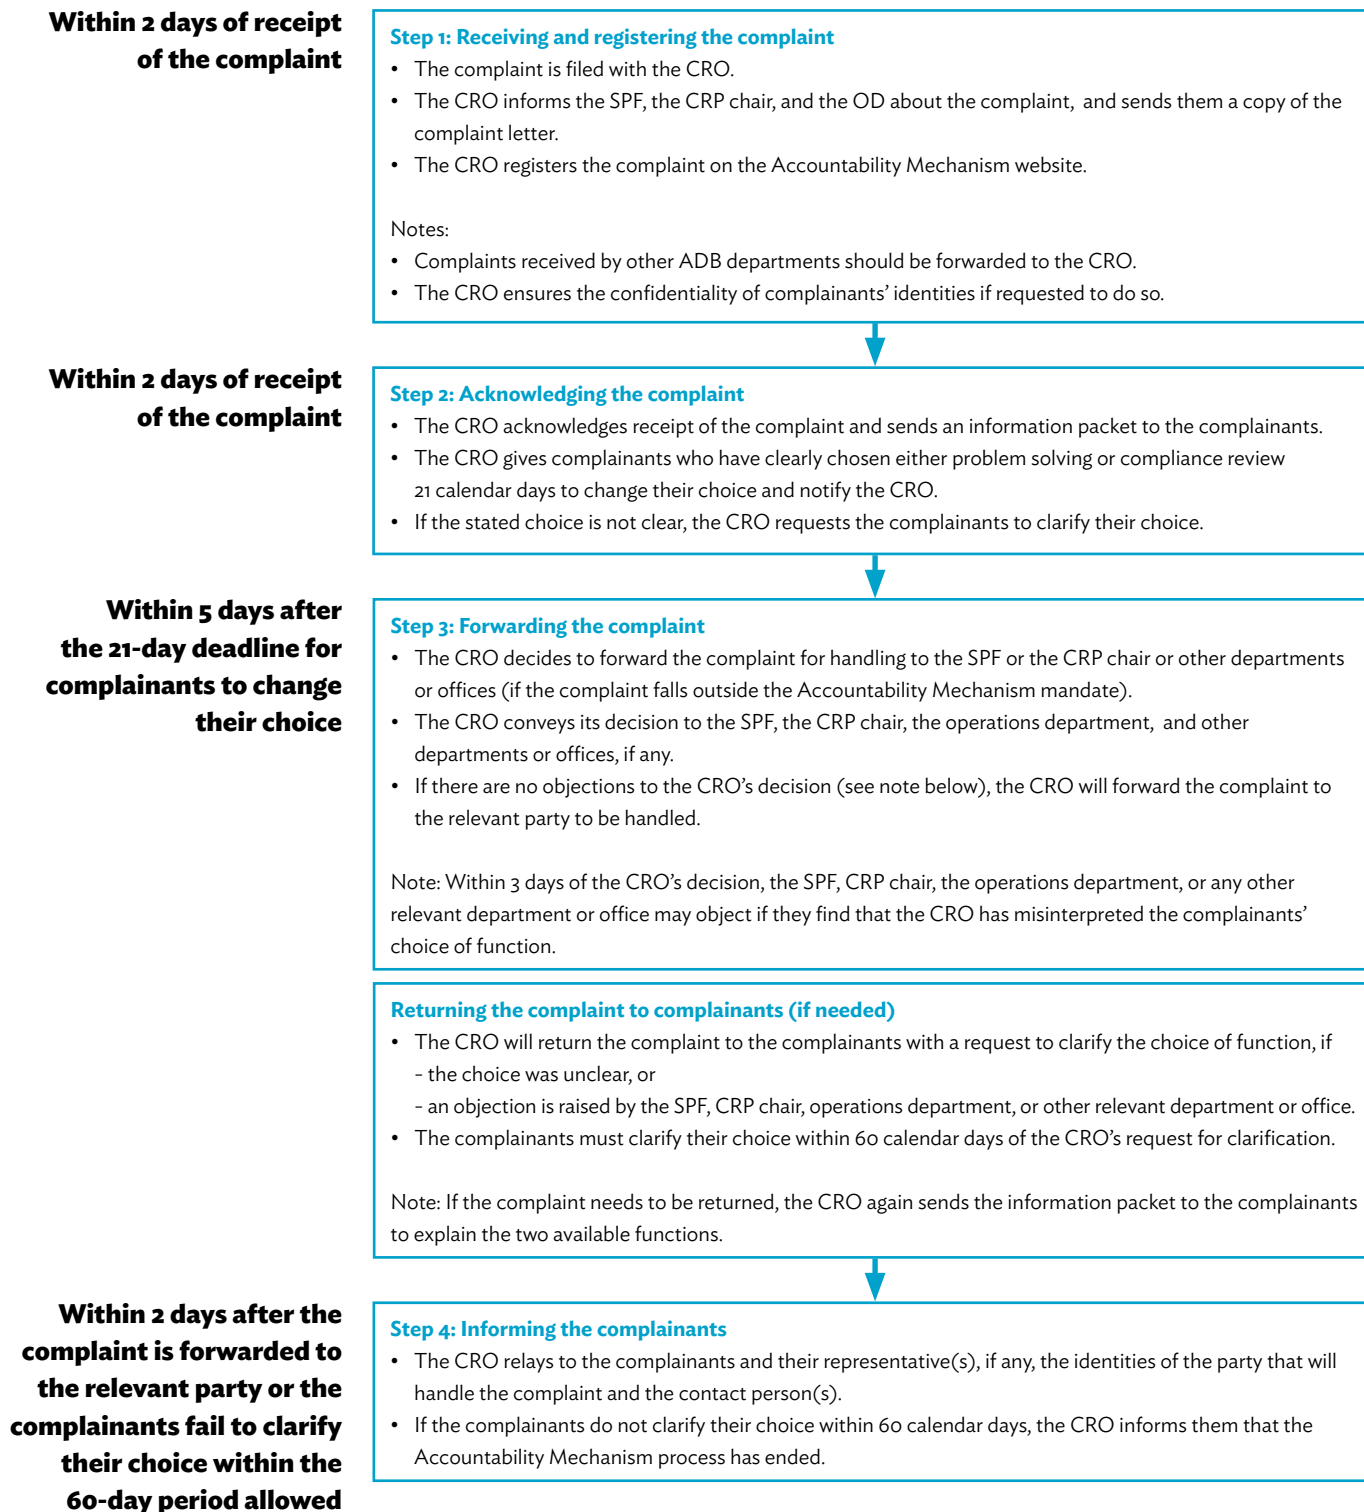 Within 2 days of receipt
of the complaint
Step 1: Receiving and registering the complaint
• The complaint is filed with the CRO.
• The CRO informs the SPF, the CRP chair, and the OD about the complaint, and sends them a copy of the
complaint letter.
• The CRO registers the complaint on the Accountability Mechanism website.
Notes:
• Complaints received by other ADB departments should be forwarded to the CRO.
• The CRO ensures the confidentiality of complainants’ identities if requested to do so.
Within 2 days of receipt
of the complaint
Step 2: Acknowledging the complaint
• The CRO acknowledges receipt of the complaint and sends an information packet to the complainants.
• The CRO gives complainants who have clearly chosen either problem solving or compliance review
21 calendar days to change their choice and notify the CRO.
• If the stated choice is not clear, the CRO requests the complainants to clarify their choice.
Within 5 days after
the 21-day deadline for
complainants to change
their choice
Step 3: Forwarding the complaint
• The CRO decides to forward the complaint for handling to the SPF or the CRP chair or other departments
or offices (if the complaint falls outside the Accountability Mechanism mandate).
• The CRO conveys its decision to the SPF, the CRP chair, the operations department, and other
departments or offices, if any.
• If there are no objections to the CRO’s decision (see note below), the CRO will forward the complaint to
the relevant party to be handled.
Note: Within 3 days of the CRO’s decision, the SPF, CRP chair, the operations department, or any other
relevant department or office may object if they find that the CRO has misinterpreted the complainants’
choice of function.
Returning the complaint to complainants (if needed)
• The CRO will return the complaint to the complainants with a request to clarify the choice of function, if
- the choice was unclear, or
- an objection is raised by the SPF, CRP chair, operations department, or other relevant department or office.
• The complainants must clarify their choice within 60 calendar days of the CRO’s request for clarification.
Note: If the complaint needs to be returned, the CRO again sends the information packet to the complainants
to explain the two available functions.
Within 2 days after the
complaint is forwarded to
the relevant party or the
complainants fail to clarify
their choice within the
60-day period allowed
Step 4: Informing the complainants
• The CRO relays to the complainants and their representative(s), if any, the identities of the party that will
handle the complaint and the contact person(s).
• If the complainants do not clarify their choice within 60 calendar days, the CRO informs them that the
Accountability Mechanism process has ended.